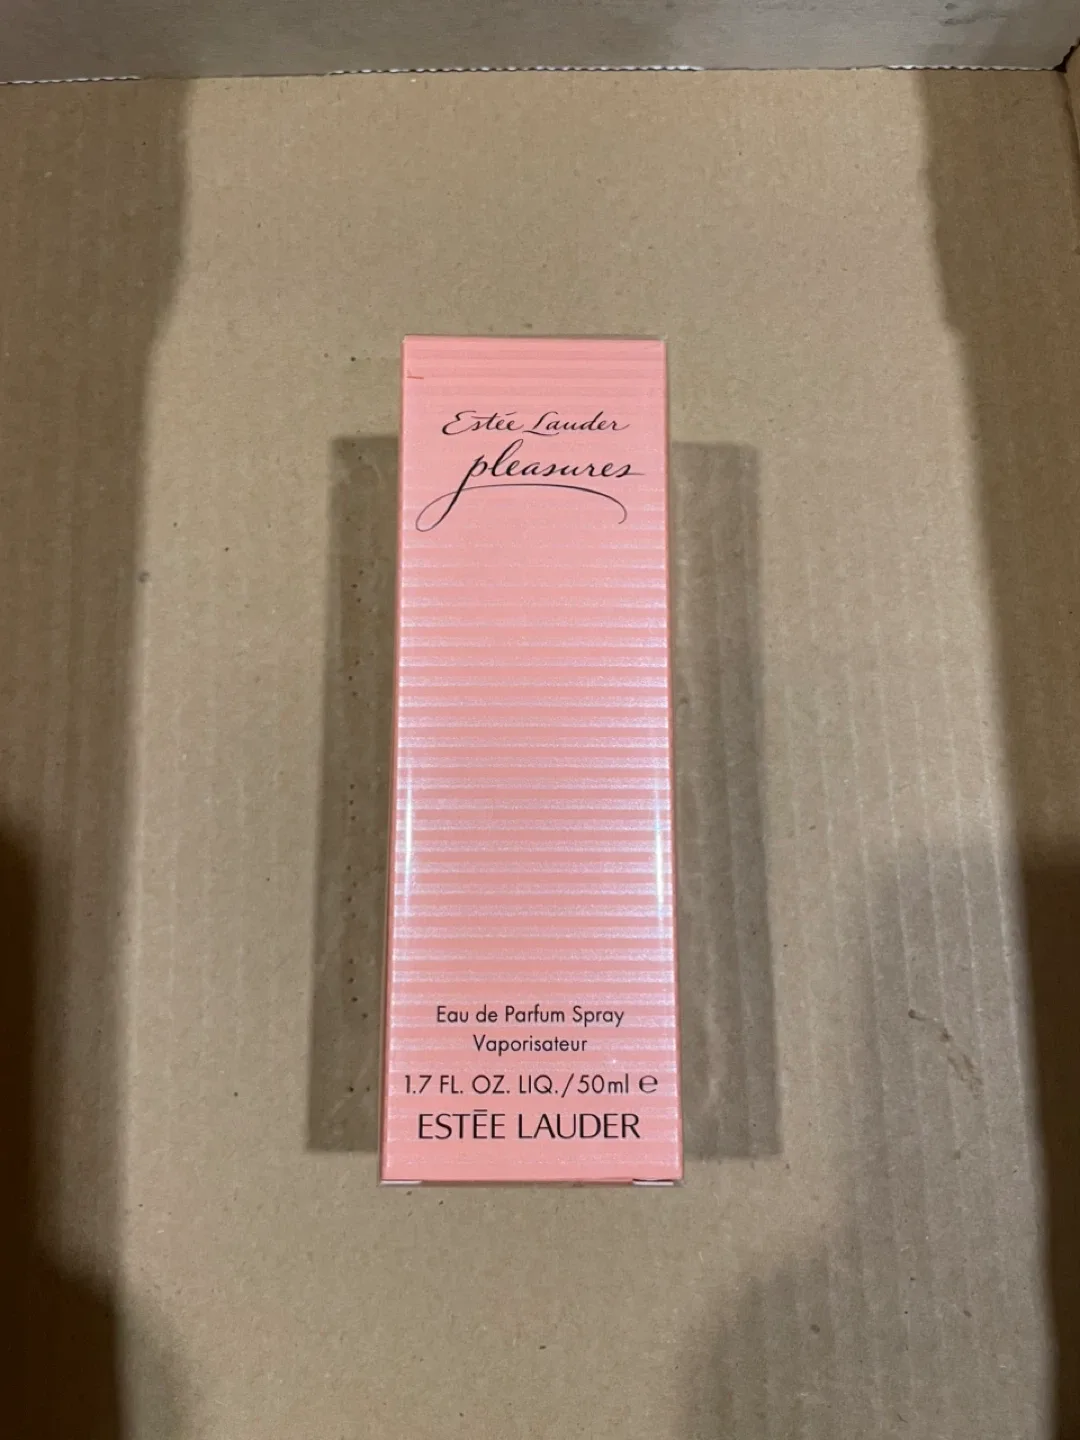 Estée Lauder
pleasures
Eau de Parfum Spray
Vaporisateur
1.7 FL. OZ. LIQ./50ml ℮
ESTĒE LAUDER